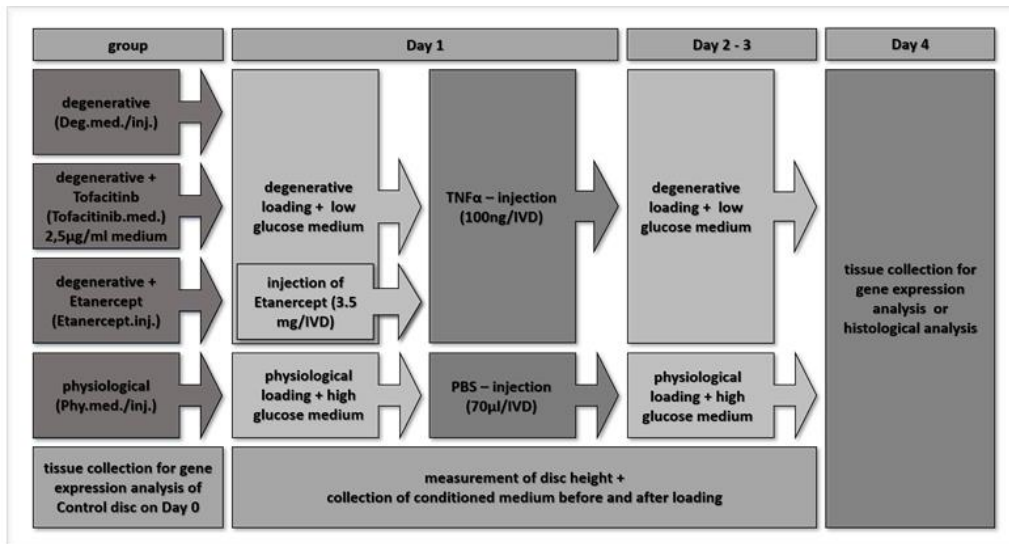 group
Day 1
Day 2 - 3
Day 4
degenerative
(Deg.med./inj.)
degenerative +
Tofacitinb
(Tofacitinib.med.)
2,5µg/ml medium
degenerative +
Etanercept
(Etanercept.inj.)
physiological
(Phy.med./inj.)
degenerative
loading + low
glucose medium
injection of
Etanercept (3.5
mg/IVD)
physiological
loading + high
glucose medium
TNFα – injection
(100ng/IVD)
PBS – injection
(70µl/IVD)
degenerative
loading + low
glucose medium
physiological
loading + high
glucose medium
tissue collection for
gene expression
analysis or
histological analysis
tissue collection for gene
expression analysis of
Control disc on Day 0
measurement of disc height +
collection of conditioned medium before and after loading